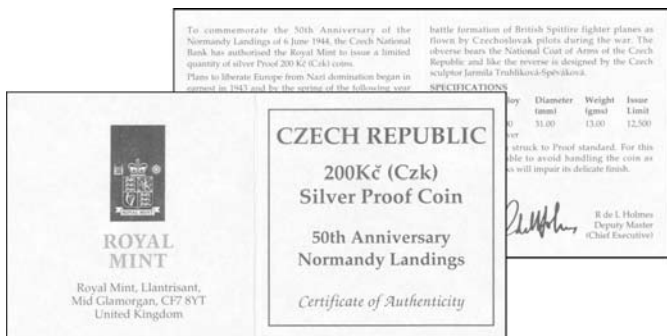 To commemorate the 50th Anniversary of the
Normandy Landings of 6 June 1944, the Czech National
Bank has authorised the Royal Mint to issue a limited
quantity of silver Proof 200 Kč (Czk) coins.
Plans to liberate Europe from Nazi domination began in
earnest in 1943 and by the spring of the following year
battle formation of British Spitfire fighter planes as
flown by Czechoslovak pilots during the war. The
obverse bears the National Coat of Arms of the Czech
Republic and like the reverse is designed by the Czech
sculptor Jarmila Truhlíková-Spěváková.
SPECIFICATIONS
Diameter Weight Issue
(mm) (gms) Limit
31.00 13.00 12,500
struck to Proof standard. For this
to avoid handling the coin as
will impair its delicate finish.
R de L Holmes
Deputy Master
(Chief Executive)
ROYAL MINT
ROYAL
MINT
Royal Mint, Llantrisant,
Mid Glamorgan, CF7 8YT
United Kingdom
CZECH REPUBLIC
200Kč (Czk)
Silver Proof Coin
50th Anniversary
Normandy Landings
Certificate of Authenticity